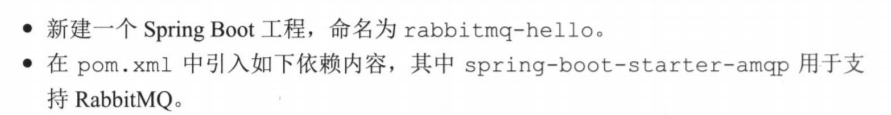 ● 新建一个 Spring Boot 工程，命名为 rabbitmq-hello。
● 在 pom.xml 中引入如下依赖内容，其中 spring-boot-starter-amqp 用于支
持 RabbitMQ。